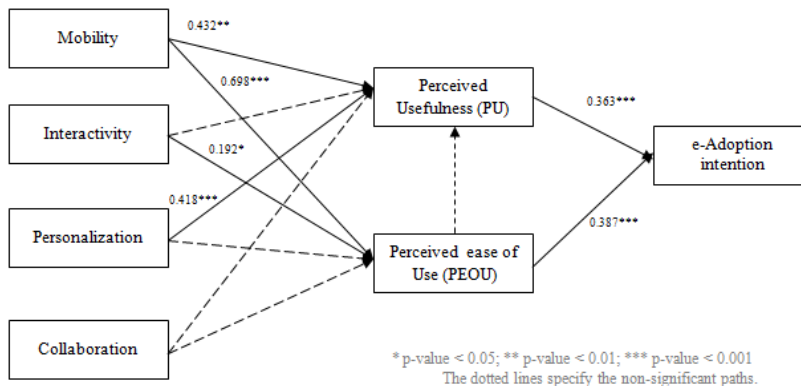 Mobility
0.432**
0.698***
Perceived
Usefulness (PU)
0.363***
Interactivity
0.192*
e-Adoption
intention
0.418***
Personalization
0.387***
Perceived ease of
Use (PEOU)
Collaboration
* p-value < 0.05; ** p-value < 0.01; *** p-value < 0.001
The dotted lines specify the non-significant paths.